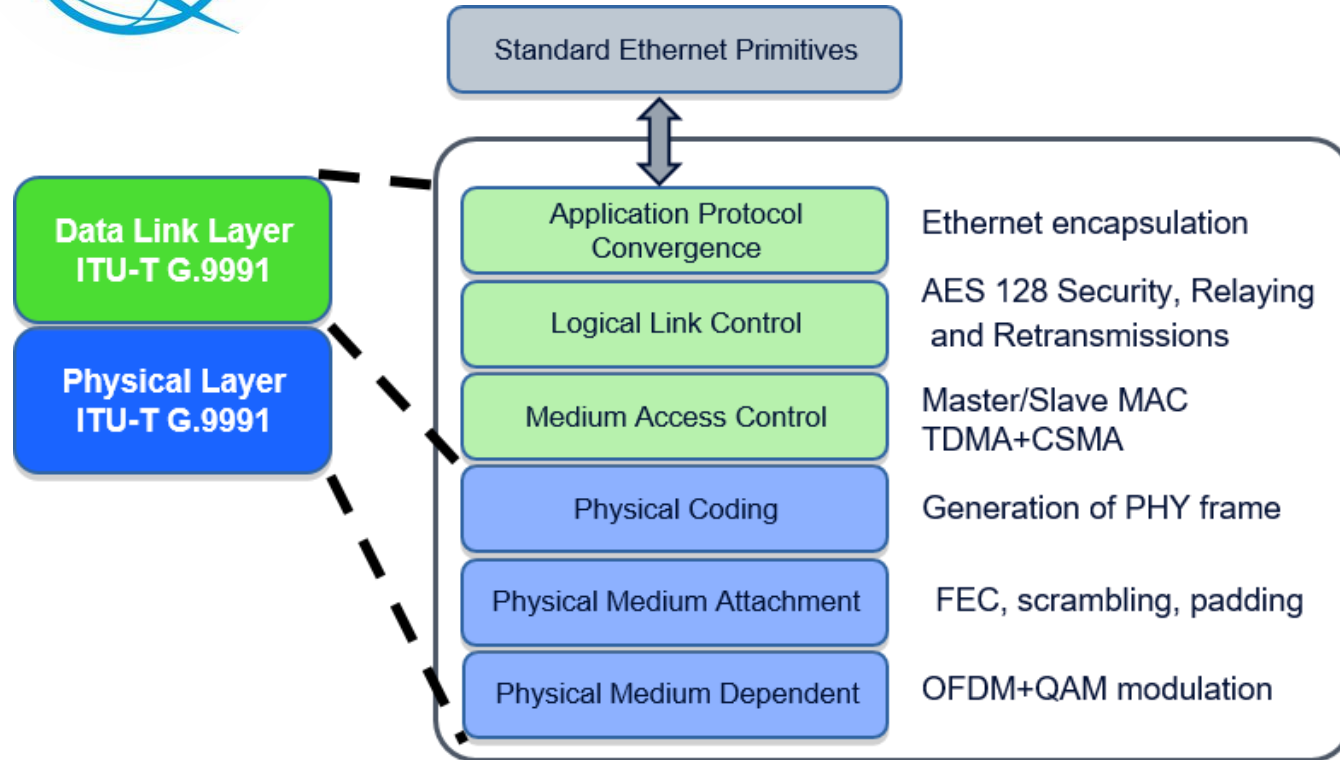 Standard Ethernet Primitives
Data Link Layer
ITU-T G.9991
Physical Layer
ITU-T G.9991
Application Protocol
Convergence
Ethernet encapsulation
Logical Link Control
AES 128 Security, Relaying
and Retransmissions
Medium Access Control
Master/Slave MAC
TDMA+CSMA
Physical Coding
Generation of PHY frame
Physical Medium Attachment
FEC, scrambling, padding
Physical Medium Dependent
OFDM+QAM modulation